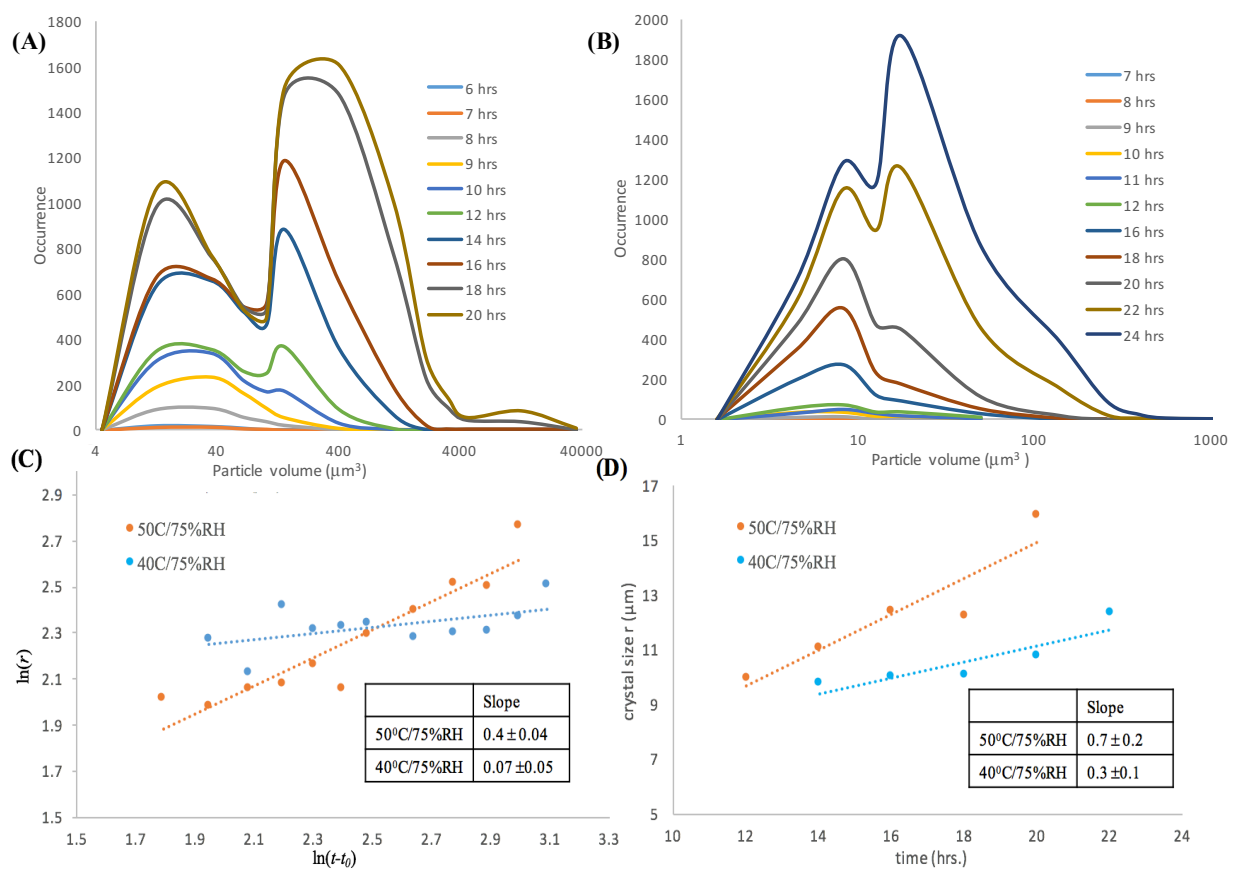 (A)
1800
1600
1400
1200
1000
800
600
400
200
0
Occurrence
4
40
400
4000
40000
Particle volume (μm³)
6 hrs
7 hrs
8 hrs
9 hrs
10 hrs
12 hrs
14 hrs
16 hrs
18 hrs
20 hrs
(B)
2000
1800
1600
1400
1200
1000
800
600
400
200
0
Occurrence
1
10
100
1000
Particle volume (μm³ )
7 hrs
8 hrs
9 hrs
10 hrs
11 hrs
12 hrs
16 hrs
18 hrs
20 hrs
22 hrs
24 hrs
(C)
2.9
2.7
2.5
2.3
2.1
1.9
1.7
1.5
ln(r)
1.5
1.7
1.9
2.1
2.3
2.5
2.7
2.9
3.1
3.3
ln(t-t₀)
50C/75%RH
40C/75%RH
Slope
50⁰C/75%RH 0.4 ± 0.04
40⁰C/75%RH 0.07 ±0.05
(D)
17
15
13
11
9
7
5
crystal size r (μm)
10
12
14
16
18
20
22
24
time (hrs.)
50C/75%RH
40C/75%RH
Slope
50⁰C/75%RH 0.7 ± 0.2
40⁰C/75%RH 0.3 ±0.1